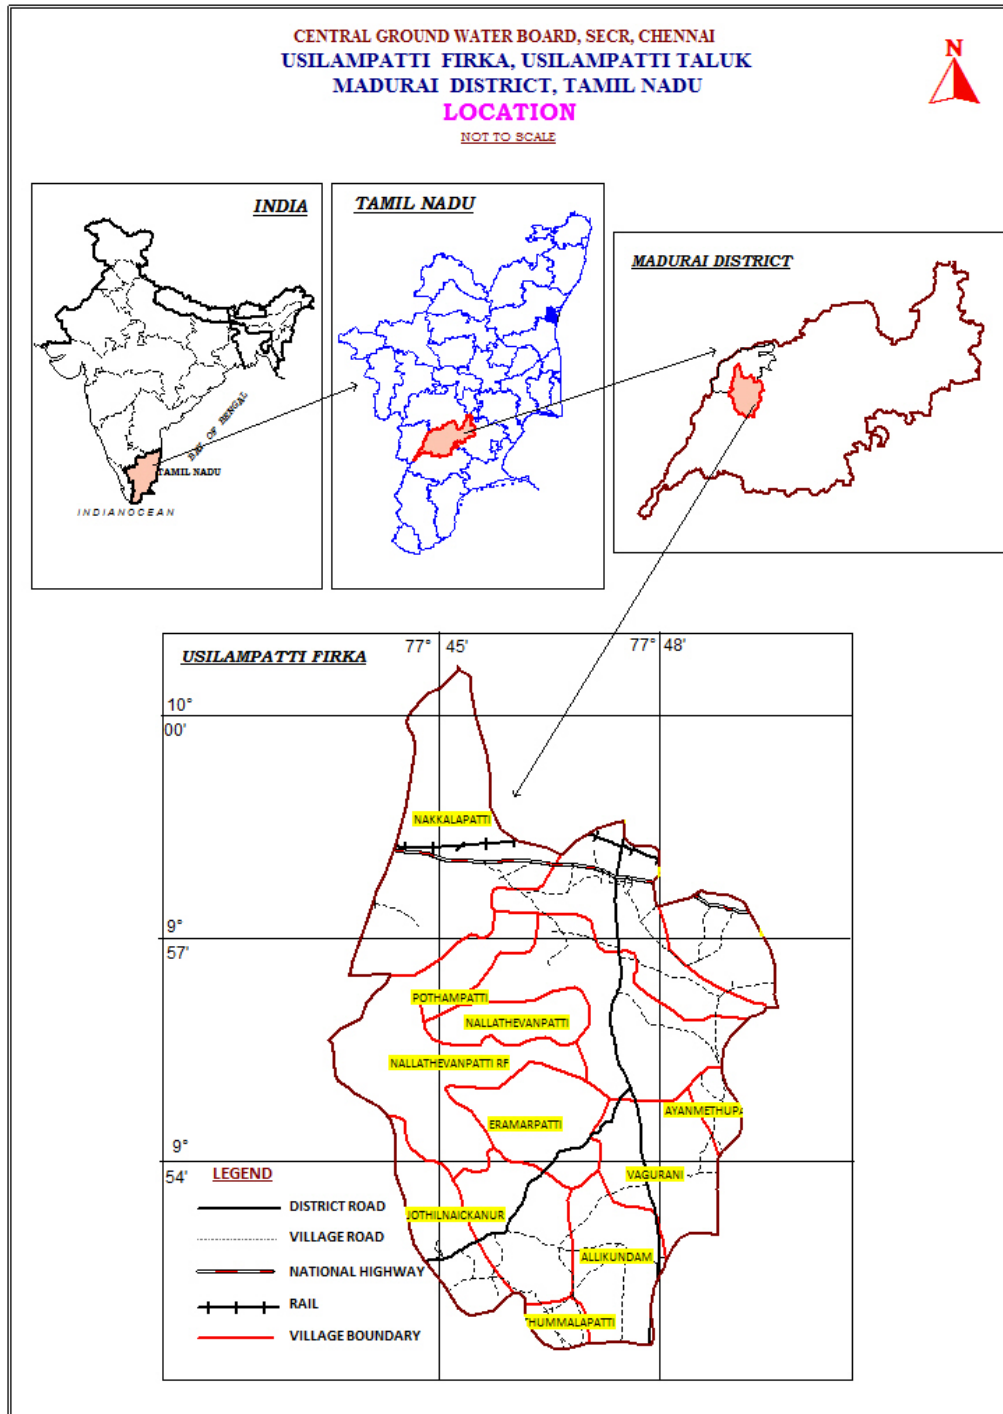 CENTRAL GROUND WATER BOARD, SECR, CHENNAI
USILAMPATTI FIRKA, USILAMPATTI TALUK
MADURAI DISTRICT, TAMIL NADU
LOCATION
NOT TO SCALE
N
INDIA
BAY OF BENGAL
TAMIL NADU
INDIANOCEAN
TAMIL NADU
MADURAI DISTRICT
USILAMPATTI FIRKA
77° 45'
77° 48'
10°
00'
NAKKALAPATTI
9°
57'
POTHAMPATTI
NALLATHEVANPATTI
NALLATHEVANPATTI RF
AYANMETHUPA
ERAMARPATTI
9°
54'
VAGURANI
JOTHILNAICKANUR
ALLIKUNDAM
THUMMALAPATTI
LEGEND
DISTRICT ROAD
VILLAGE ROAD
NATIONAL HIGHWAY
RAIL
VILLAGE BOUNDARY